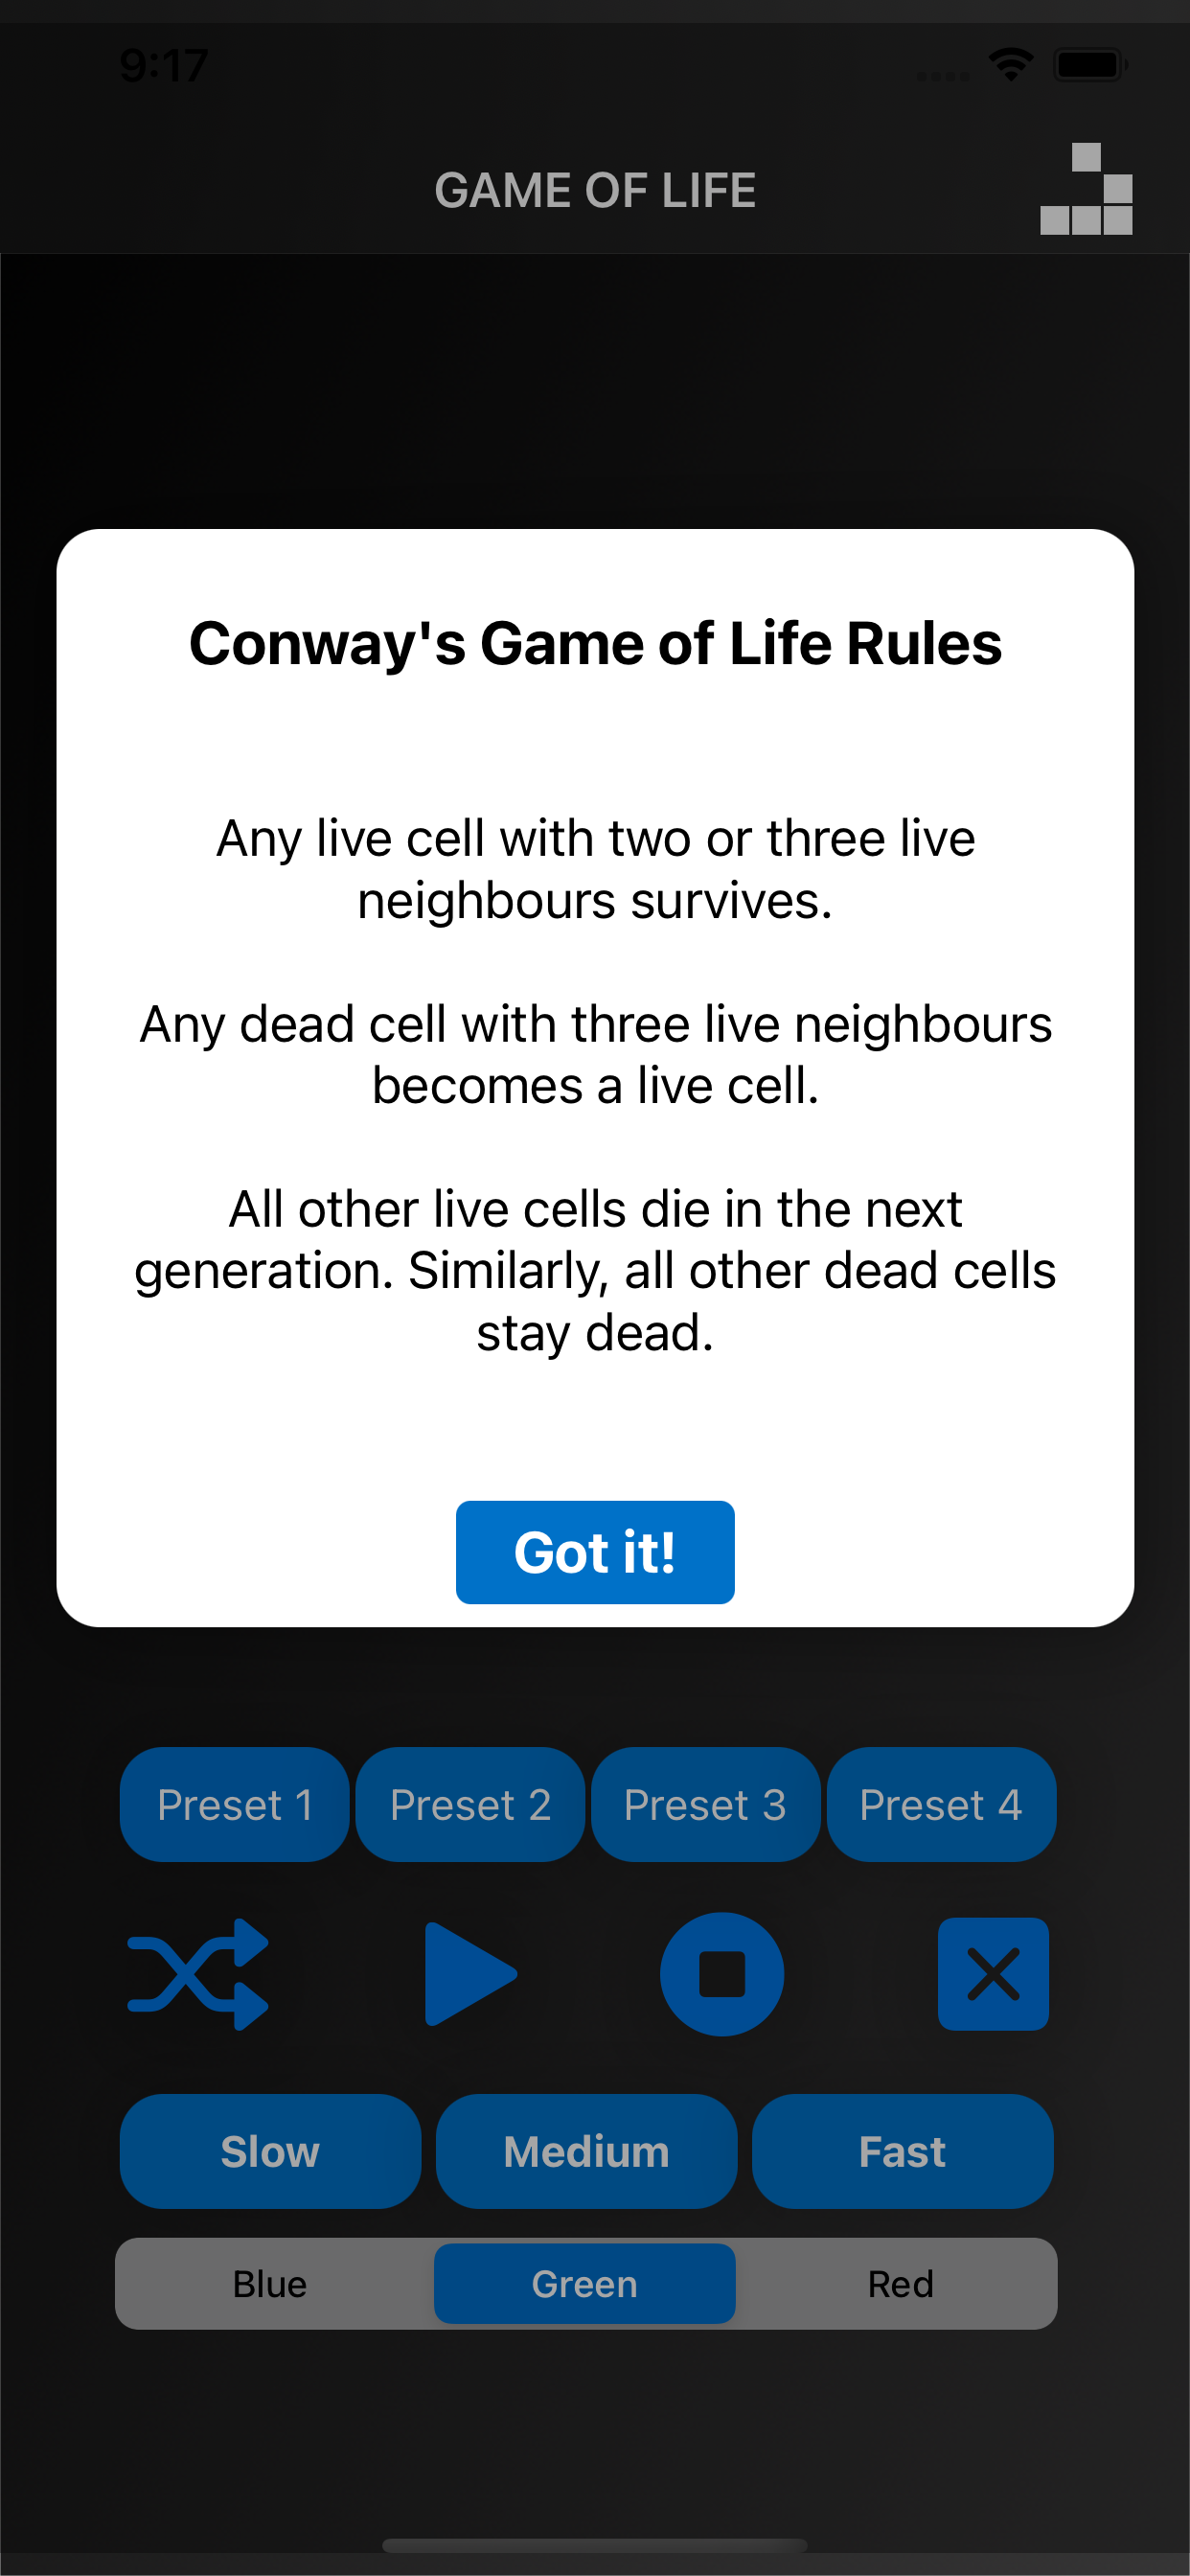 9:17
GAME OF LIFE
Conway's Game of Life Rules
Any live cell with two or three live
neighbours survives.
Any dead cell with three live neighbours
becomes a live cell.
All other live cells die in the next
generation. Similarly, all other dead cells
stay dead.
Got it!
Preset 1 Preset 2 Preset 3 Preset 4
Slow Medium Fast
Blue Green Red